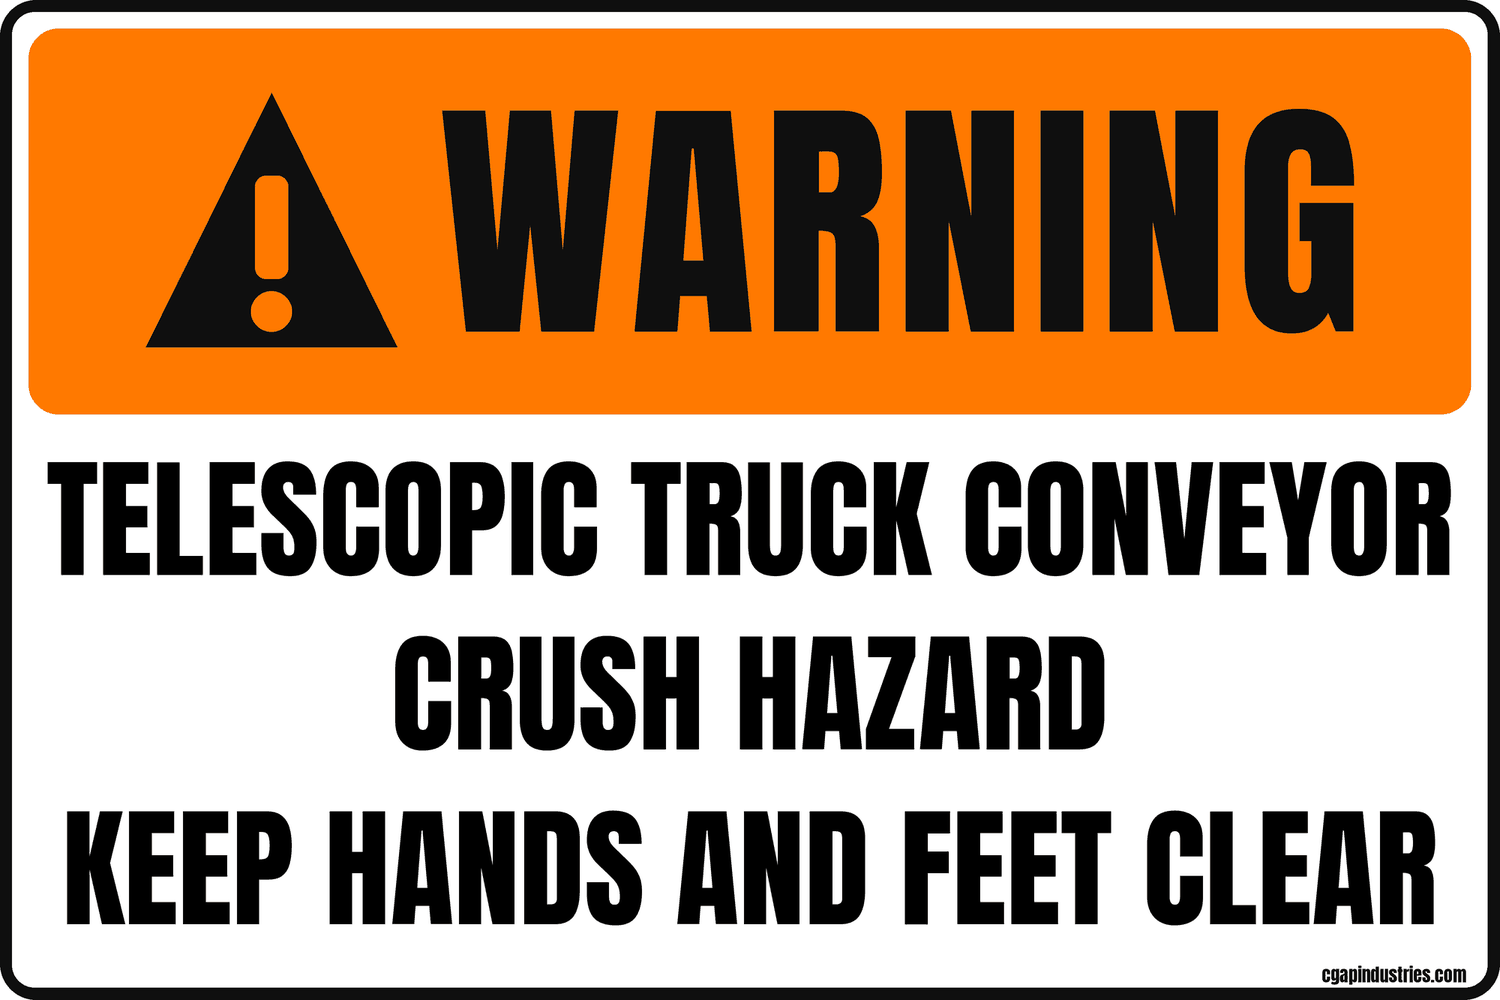 WARNING
TELESCOPIC TRUCK CONVEYOR
CRUSH HAZARD
KEEP HANDS AND FEET CLEAR
cgapindustries.com